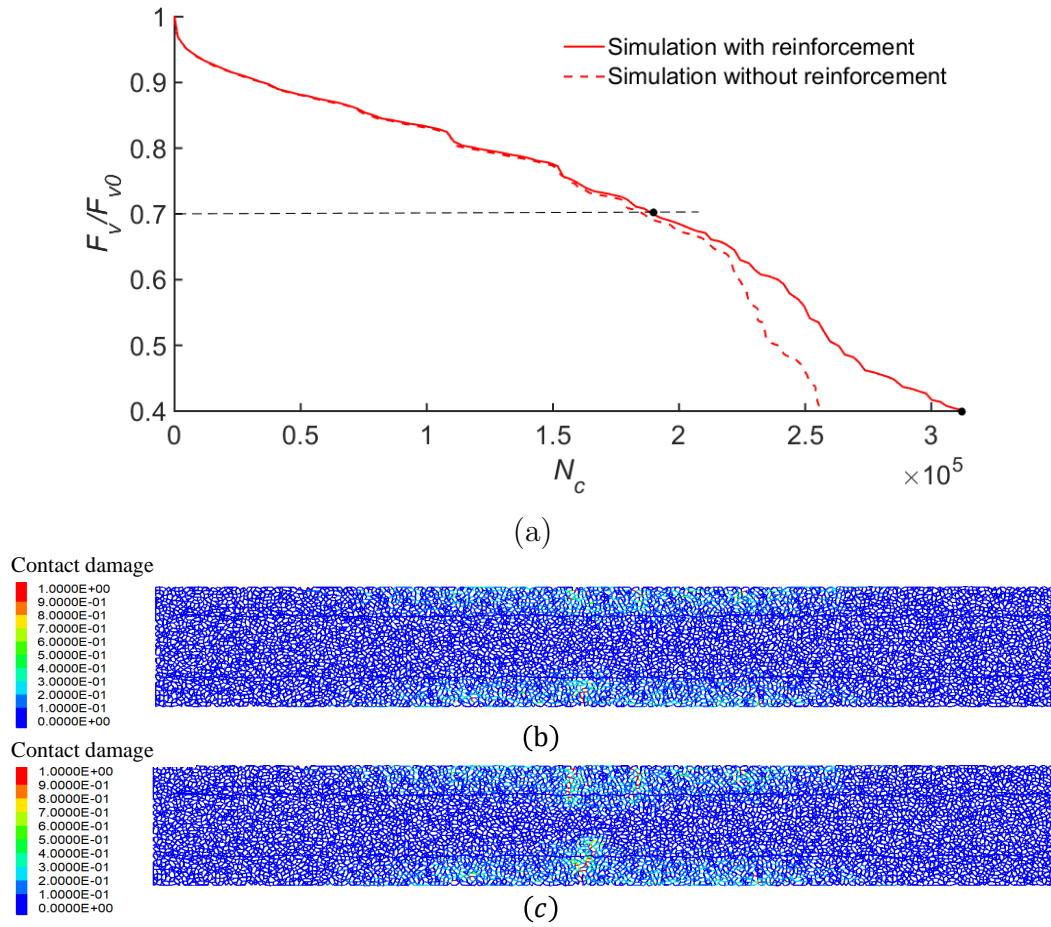 1
0.9
0.8
0.7
0.6
0.5
0.4
F_v/F_{v0}
Simulation with reinforcement
Simulation without reinforcement
0 0.5 1 1.5 2 2.5 3
N_c
×10^5
(a)
Contact damage
1.0000E+00
9.0000E-01
8.0000E-01
7.0000E-01
6.0000E-01
5.0000E-01
4.0000E-01
3.0000E-01
2.0000E-01
1.0000E-01
0.0000E+00
(b)
Contact damage
1.0000E+00
9.0000E-01
8.0000E-01
7.0000E-01
6.0000E-01
5.0000E-01
4.0000E-01
3.0000E-01
2.0000E-01
1.0000E-01
0.0000E+00
(c)